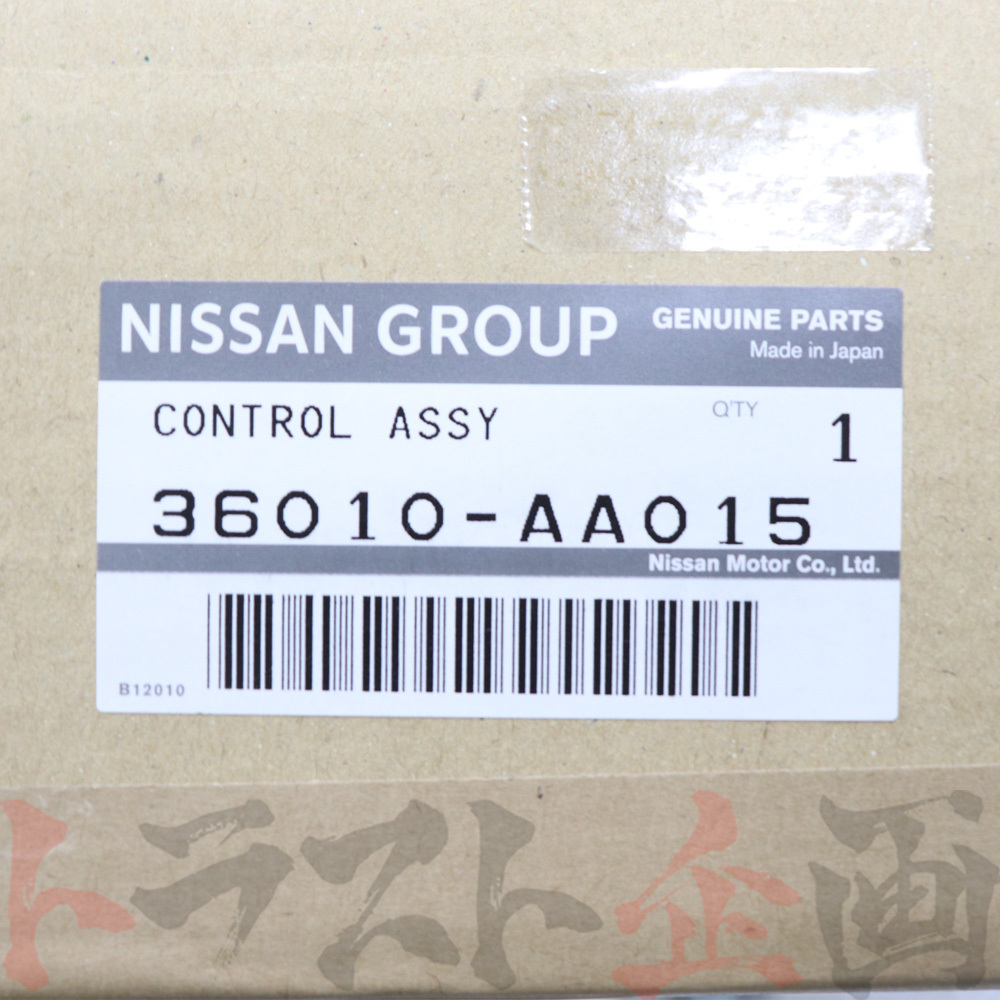 NISSAN GROUP
GENUINE PARTS
Made in Japan
CONTROL ASSY
Q'TY 1
36010-AA015
Nissan Motor Co., Ltd.
B12010
トラスト企画